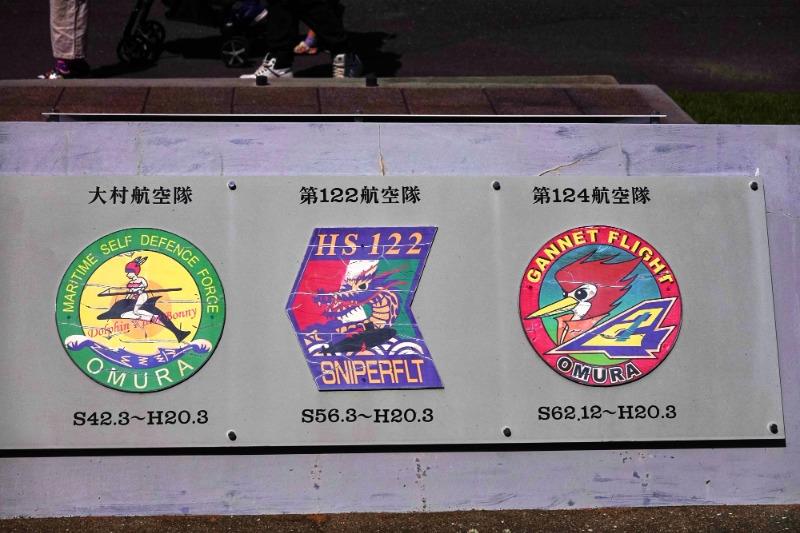 大村航空隊
MARITIME SELF DEFENCE FORCE
Dolphin
Bonny
OMURA
S42.3~H20.3
第122航空隊
HS 122
SNIPERFLT
S56.3~H20.3
第124航空隊
GANNET FLIGHT
OMURA
S62.12~H20.3